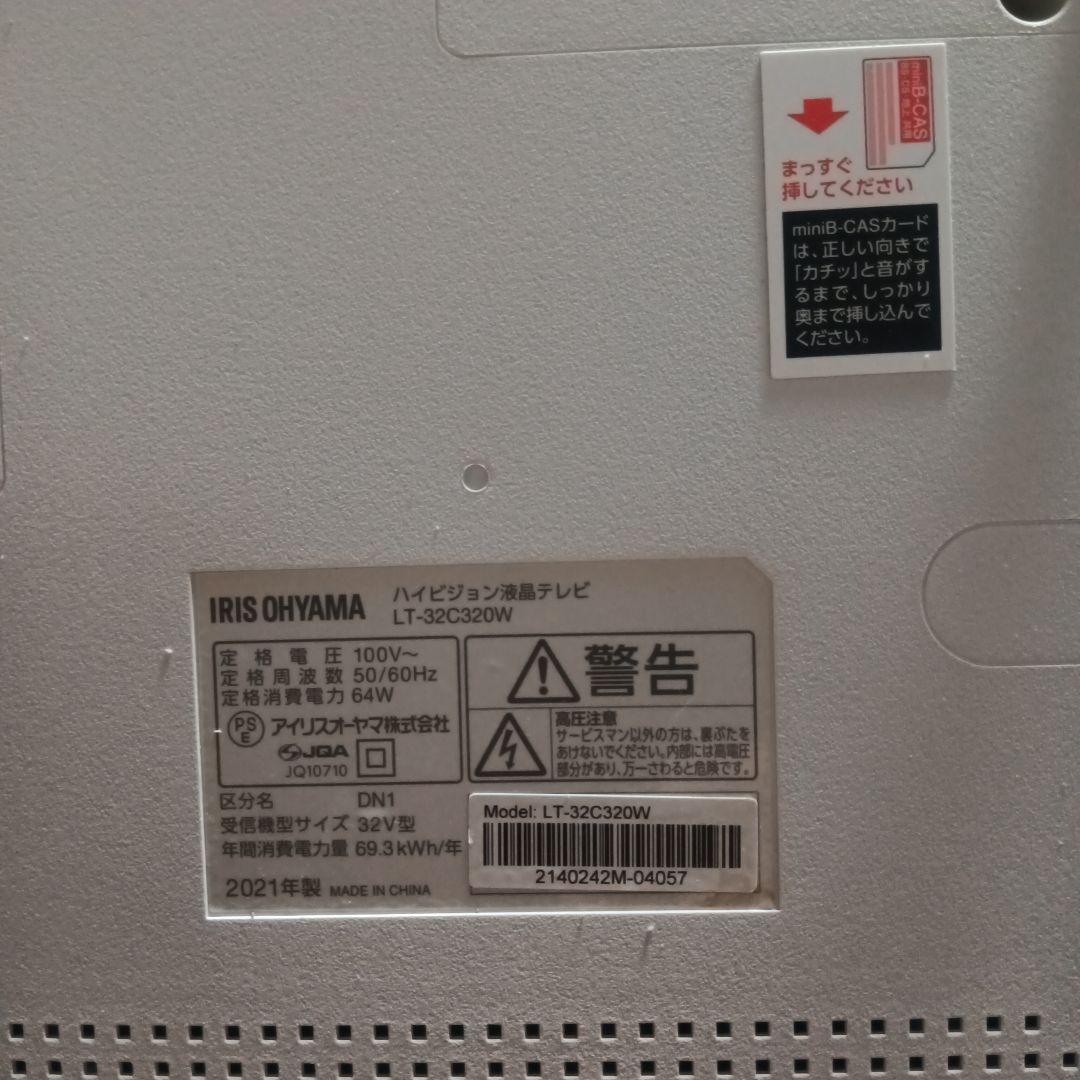 miniB-CAS
BS・CS・地上 共用
まっすぐ
挿してください
miniB-CASカード
は、正しい向きで
「カチッ」と音がす
るまで、しっかり
奥まで挿し込んで
ください。
IRIS OHYAMA
ハイビジョン液晶テレビ
LT-32C320W
定格電圧 100V～
定格周波数 50/60Hz
定格消費電力 64W
PSE アイリスオーヤマ株式会社
JQA
JQ10710
警告
高圧注意
サービスマン以外の方は、裏ぶたを
あけないでください。内部には高電圧
部分があり、万一さわると危険です。
区分名 DN1
受信機型サイズ 32V型
年間消費電力量 69.3kWh/年
2021年製 MADE IN CHINA
Model: LT-32C320W
2140242M-04057